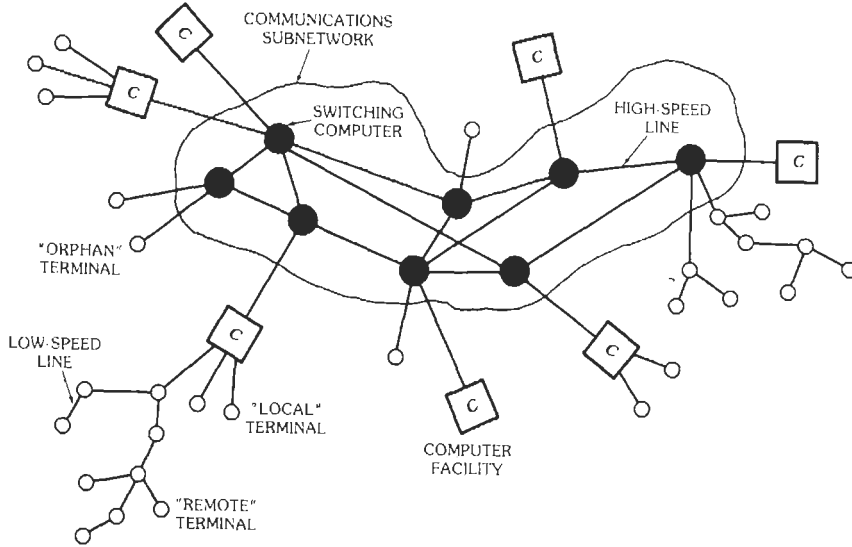 COMMUNICATIONS
SUBNETWORK
C
C
C
SWITCHING
COMPUTER
HIGH-SPEED
LINE
C
"ORPHAN"
TERMINAL
LOW-SPEED
LINE
C
C
"LOCAL"
TERMINAL
C
COMPUTER
FACILITY
"REMOTE"
TERMINAL